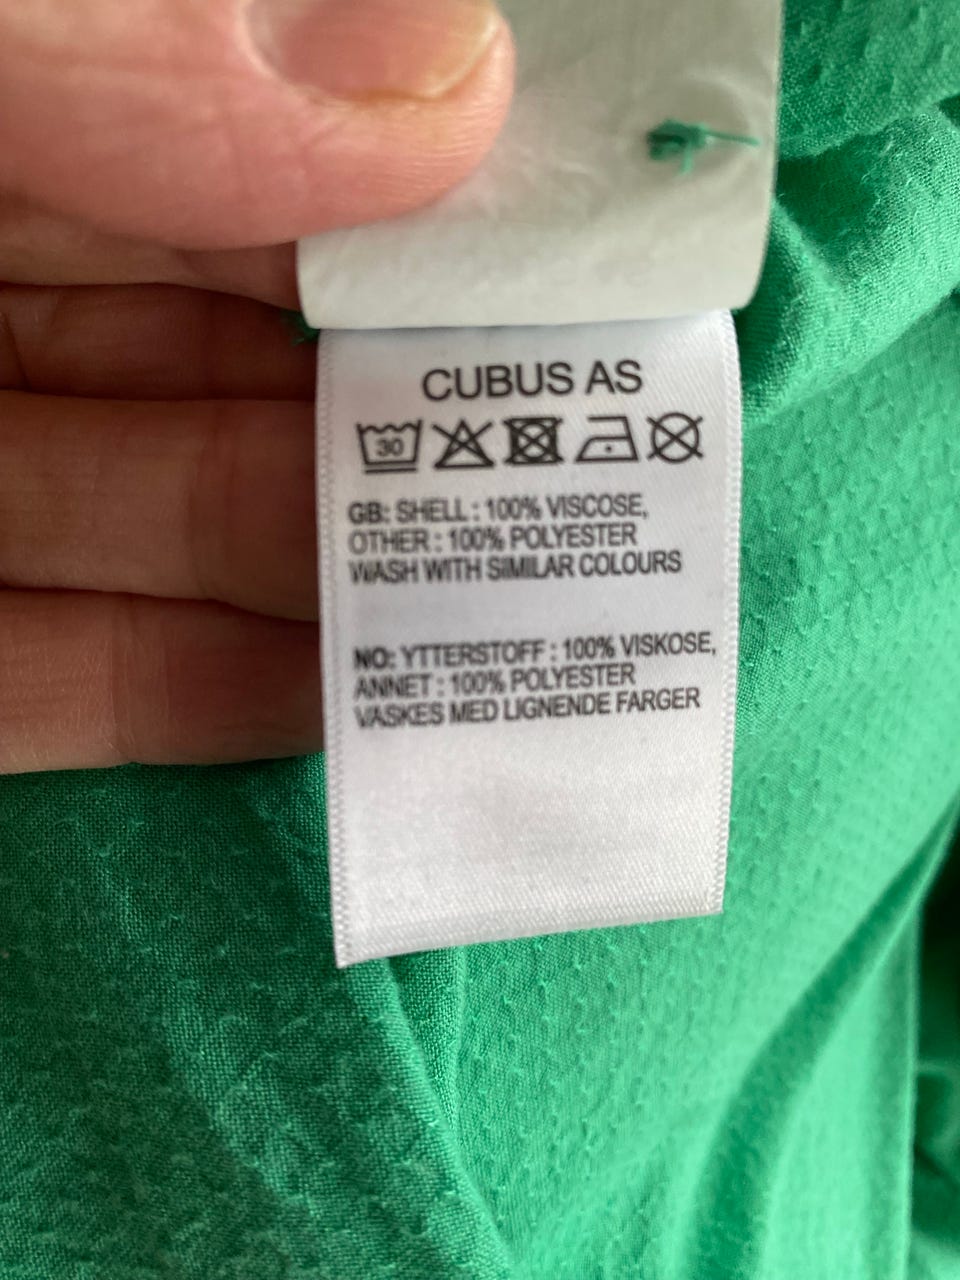 CUBUS AS
30
GB: SHELL : 100% VISCOSE,
OTHER : 100% POLYESTER
WASH WITH SIMILAR COLOURS
NO: YTTERSTOFF : 100% VISKOSE,
ANNET : 100% POLYESTER
VASKES MED LIGNENDE FARGER